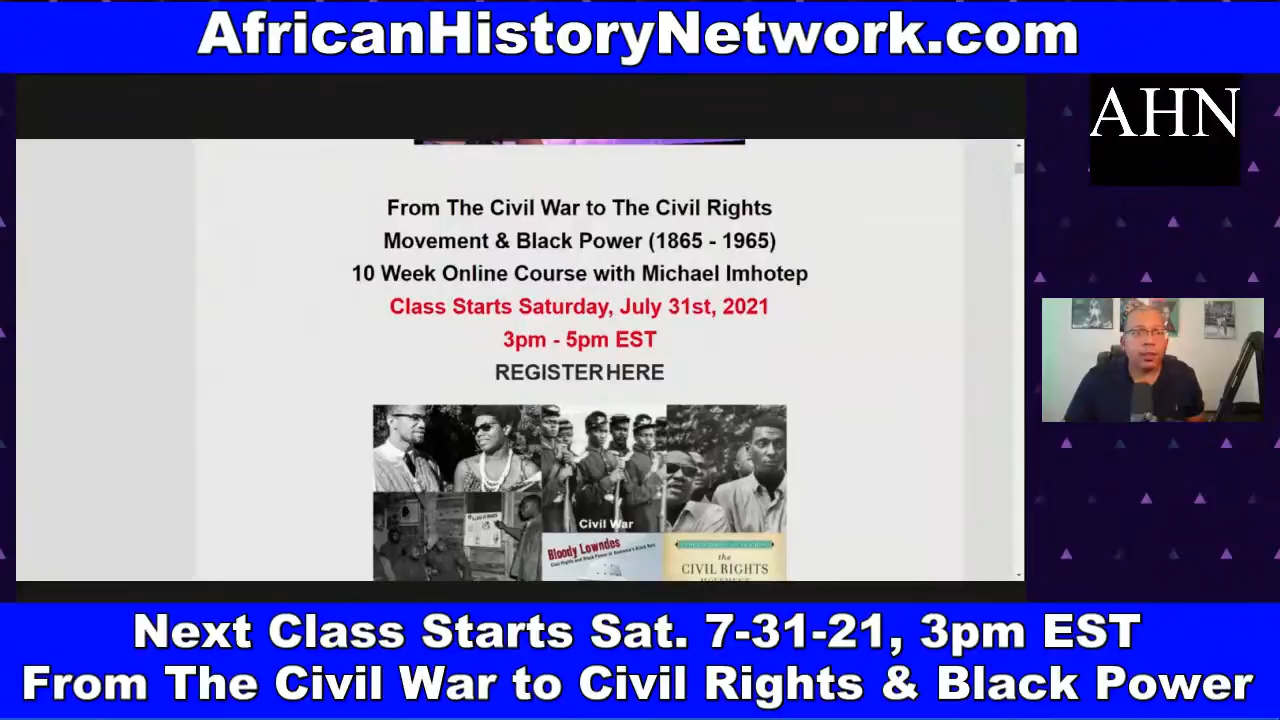 AfricanHistoryNetwork.com
AHN
From The Civil War to The Civil Rights
Movement & Black Power (1865 - 1965)
10 Week Online Course with Michael Imhotep
Class Starts Saturday, July 31st, 2021
3pm - 5pm EST
REGISTER HERE
Civil War
Bloody Lowndes
the
CIVIL RIGHTS
Next Class Starts Sat. 7-31-21, 3pm EST
From The Civil War to Civil Rights & Black Power